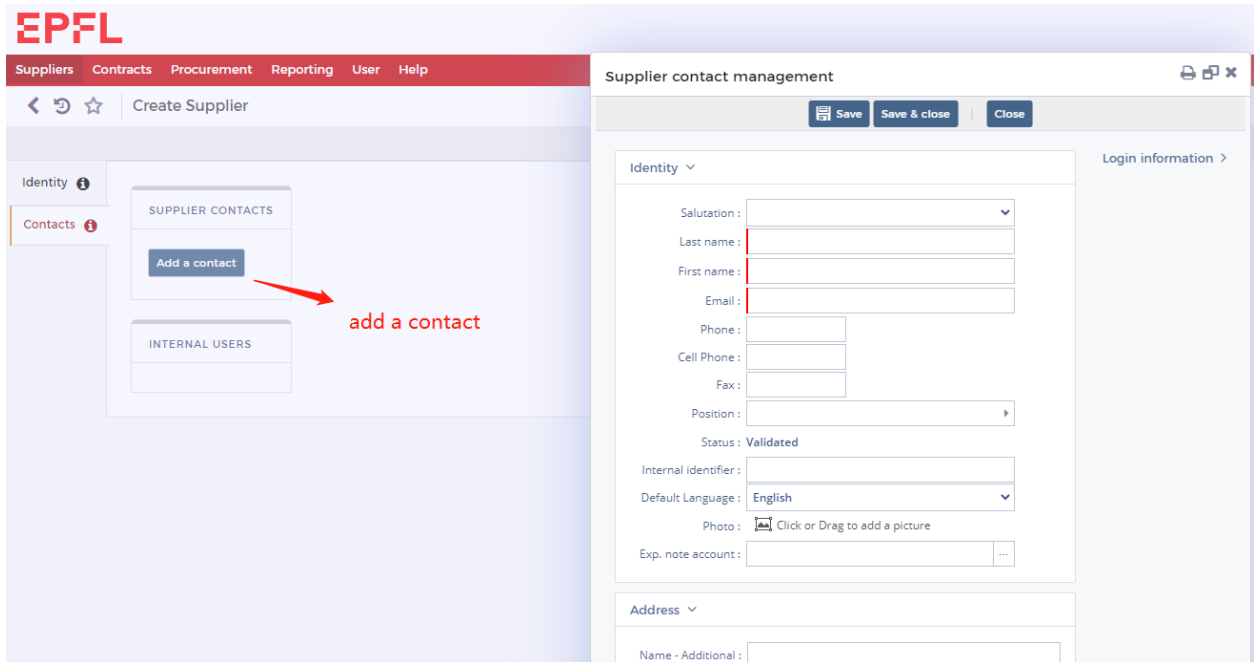 EPFL
Suppliers Contracts Procurement Reporting User Help
Create Supplier
Identity
Contacts
SUPPLIER CONTACTS
Add a contact
add a contact
INTERNAL USERS
Supplier contact management
Save Save & close | Close
Login information >
Identity
Salutation :
Last name :
First name :
Email :
Phone :
Cell Phone :
Fax :
Position :
Status : Validated
Internal identifier :
Default Language : English
Photo : Click or Drag to add a picture
Exp. note account : ...
Address
Name - Additional :